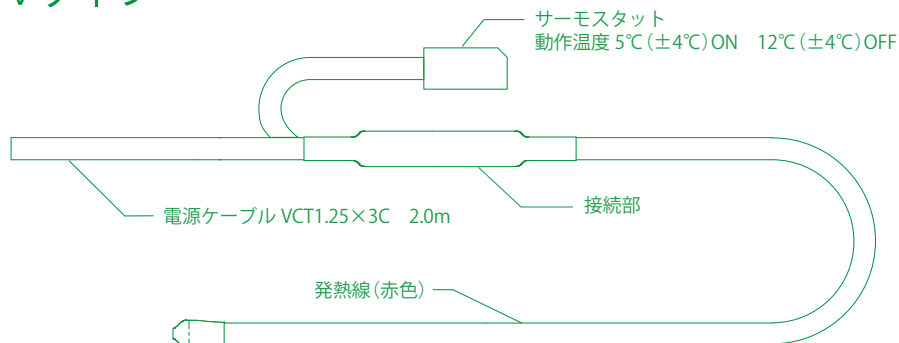 サーモスタット
動作温度 5℃(±4℃)ON　12℃(±4℃)OFF
接続部
電源ケーブル VCT1.25×3C　2.0m
発熱線(赤色)